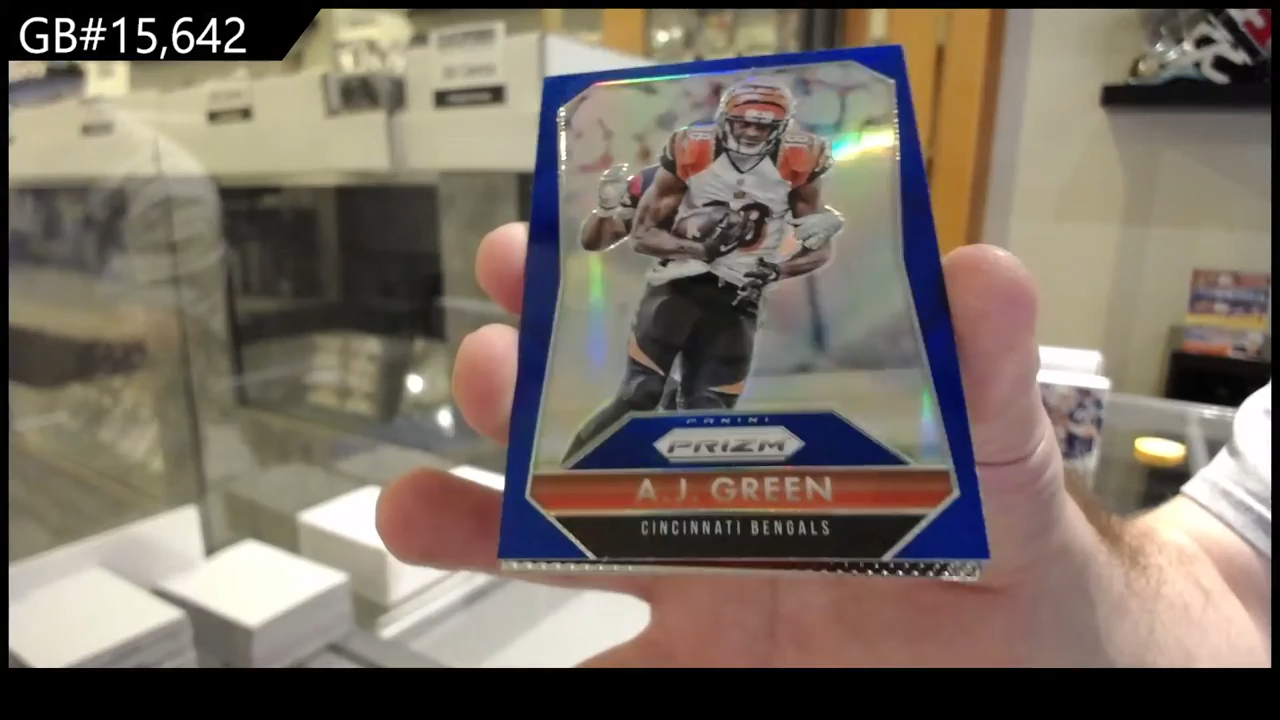 GB#15,642
PANINI
PRIZM
A.J. GREEN
CINCINNATI BENGALS